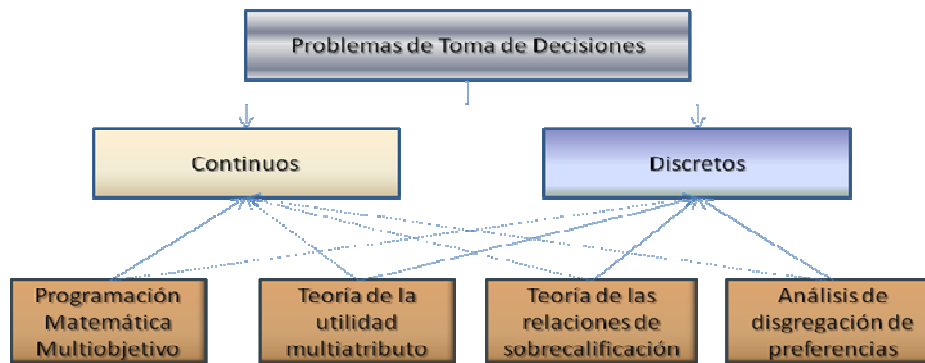 Problemas de Toma de Decisiones
Continuos
Discretos
Programación
Matemática
Multiobjetivo
Teoría de la
utilidad
multiatributo
Teoría de las
relaciones de
sobrecalificación
Análisis de
disgregación de
preferencias